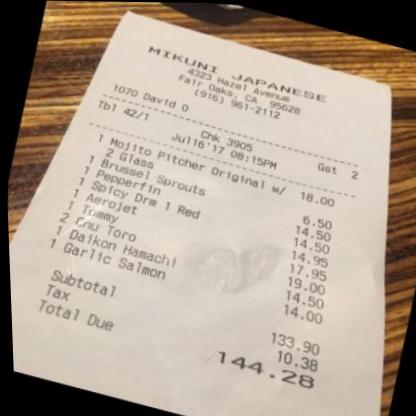 MIKUNI JAPANESE
4323 Hazel Avenue
Fair Oaks, CA 95628
(916) 961-2112
1070 David O
Tbl 42/1 Chk 3905 Gst 2
Jul16'17 08:15PM
1 Mojito Pitcher Original w/ 18.00
2 Glass
1 Brussel Sprouts 6.50
1 Pepperfin 14.50
1 Spicy Drm 1 Red 14.50
1 Aerojet 14.95
1 Tommy 17.95
2 Chu Toro 19.00
1 Daikon Hamachi 14.50
1 Garlic Salmon 14.00
Subtotal 133.90
Tax 10.38
Total Due 144.28